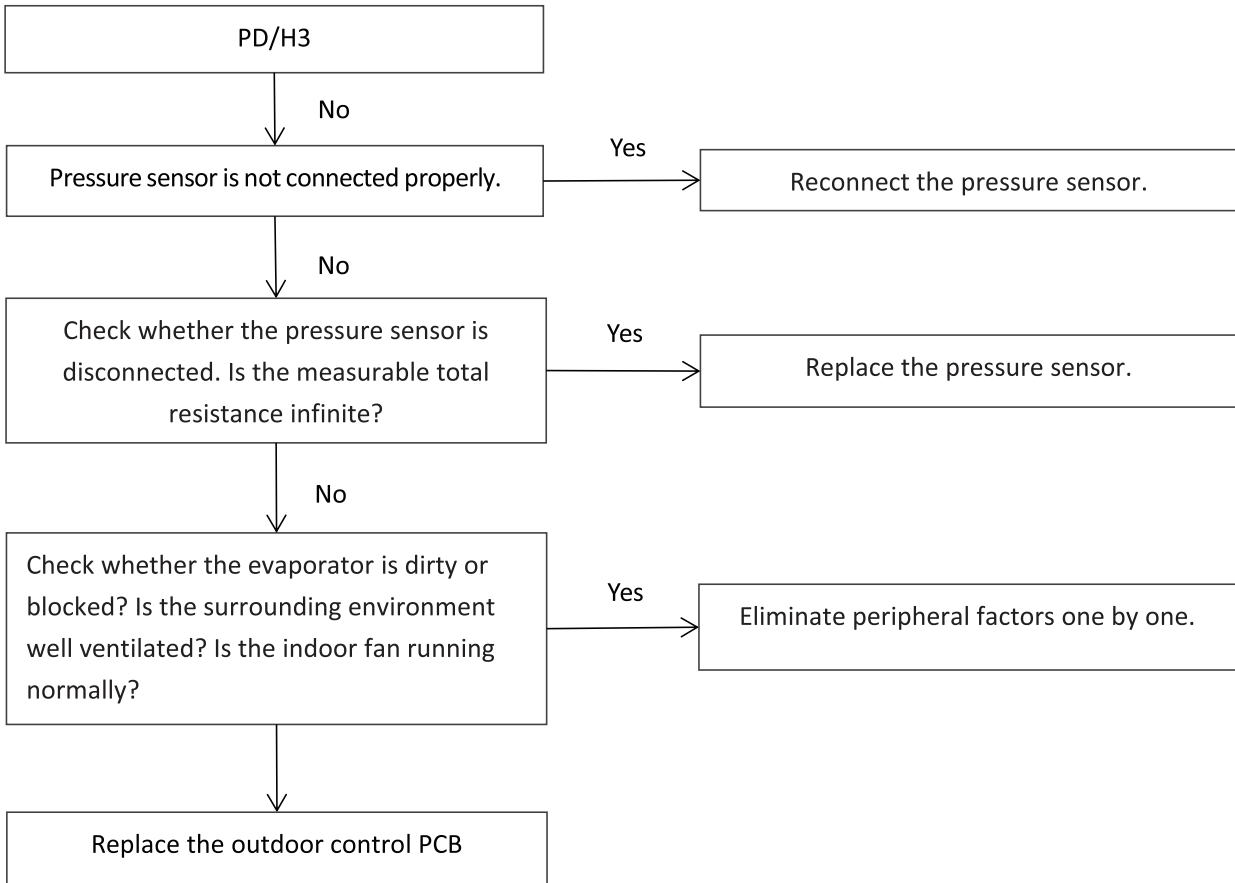 PD/H3
No
Pressure sensor is not connected properly.
Yes
Reconnect the pressure sensor.
No
Check whether the pressure sensor is
disconnected. Is the measurable total
resistance infinite?
Yes
Replace the pressure sensor.
No
Check whether the evaporator is dirty or
blocked? Is the surrounding environment
well ventilated? Is the indoor fan running
normally?
Yes
Eliminate peripheral factors one by one.
Replace the outdoor control PCB